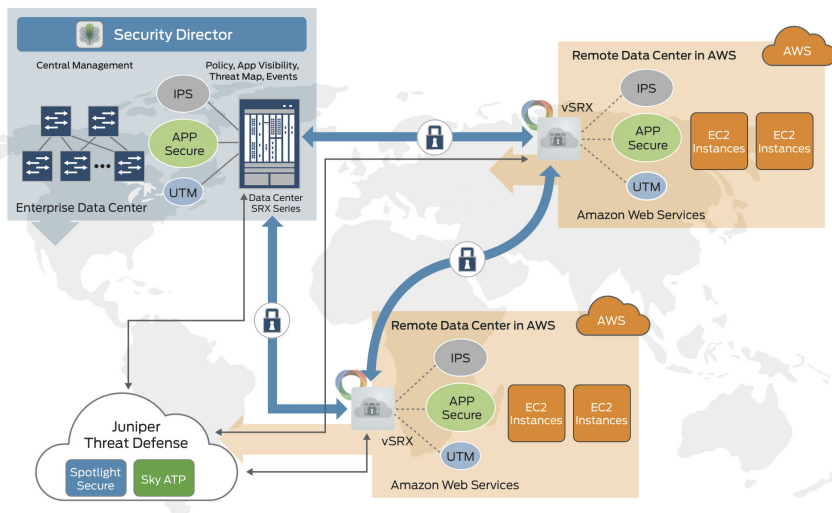 Security Director
Central Management
Policy, App Visibility,
Threat Map, Events
IPS
APP
Secure
UTM
Enterprise Data Center
Data Center
SRX Series
Remote Data Center in AWS
AWS
vSRX
IPS
APP
Secure
UTM
EC2
Instances
EC2
Instances
Amazon Web Services
Remote Data Center in AWS
AWS
IPS
APP
Secure
UTM
vSRX
EC2
Instances
EC2
Instances
Amazon Web Services
Juniper
Threat Defense
Spotlight
Secure
Sky ATP